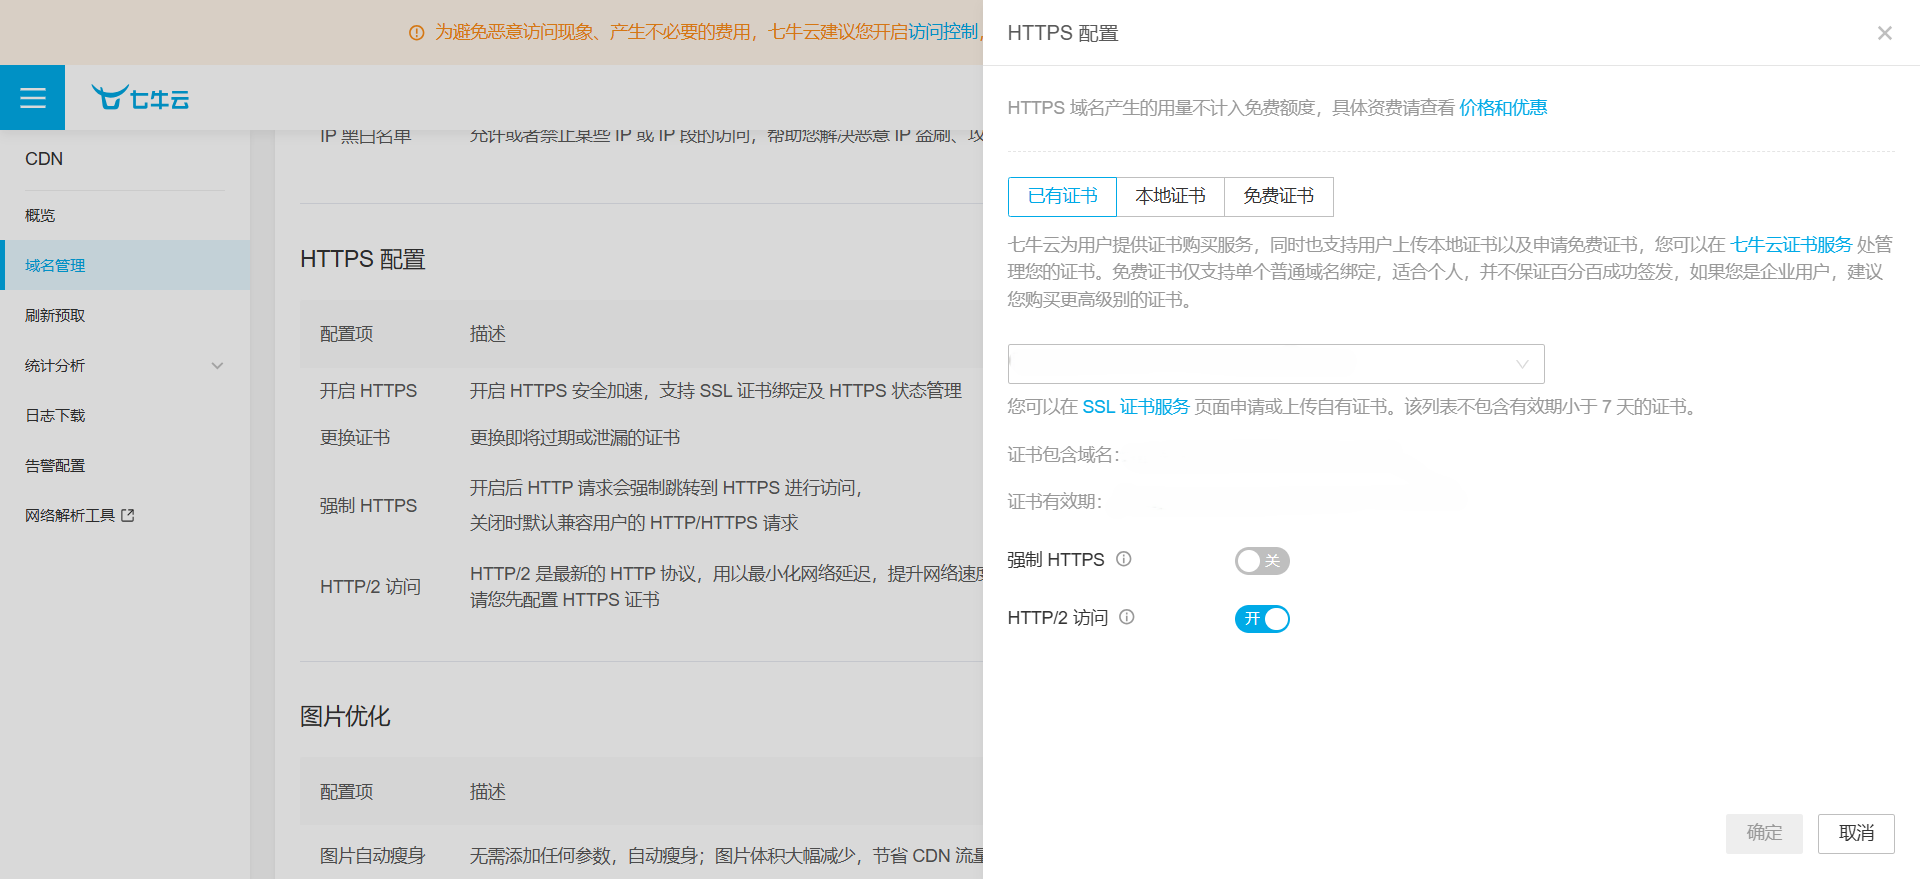 为避免恶意访问现象、产生不必要的费用，七牛云建议您开启访问控制，
七牛云
CDN
概览
域名管理
刷新预取
统计分析
日志下载
告警配置
网络解析工具
IP 黑白名单
允许或者禁止某些 IP 或 IP 段的访问，帮助您解决恶意 IP 盗刷、攻
HTTPS 配置
配置项 描述
开启 HTTPS 开启 HTTPS 安全加速，支持 SSL 证书绑定及 HTTPS 状态管理
更换证书 更换即将过期或泄漏的证书
强制 HTTPS 开启后 HTTP 请求会强制跳转到 HTTPS 进行访问，
关闭时默认兼容用户的 HTTP/HTTPS 请求
HTTP/2 访问 HTTP/2 是最新的 HTTP 协议，用以最小化网络延迟，提升网络速度
请您先配置 HTTPS 证书
图片优化
配置项 描述
图片自动瘦身 无需添加任何参数，自动瘦身；图片体积大幅减少，节省 CDN 流量
HTTPS 配置
HTTPS 域名产生的用量不计入免费额度，具体资费请查看 价格和优惠
已有证书 本地证书 免费证书
七牛云为用户提供证书购买服务，同时也支持用户上传本地证书以及申请免费证书，您可以在 七牛云证书服务 处管
理您的证书。免费证书仅支持单个普通域名绑定，适合个人，并不保证百分百成功签发，如果您是企业用户，建议
您购买更高级别的证书。
您可以在 SSL 证书服务 页面申请或上传自有证书。该列表不包含有效期小于 7 天的证书。
证书包含域名：
证书有效期：
强制 HTTPS 关
HTTP/2 访问 开
确定 取消